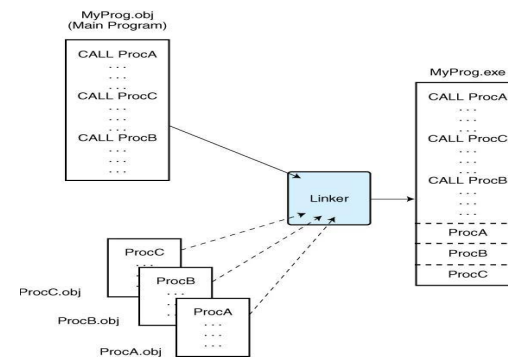 MyProg.obj
(Main Program)
CALL ProcA
. . .
. . .
. . .
CALL ProcC
. . .
. . .
CALL ProcB
. . .
. . .
. . .
Linker
MyProg.exe
CALL ProcA
. . .
. . .
. . .
CALL ProcC
. . .
. . .
CALL ProcB
. . .
. . .
. . .
ProcA
ProcB
ProcC
ProcC
. . .
ProcC.obj
ProcB
. . .
ProcB.obj
ProcA
. . .
. . .
. . .
ProcA.obj